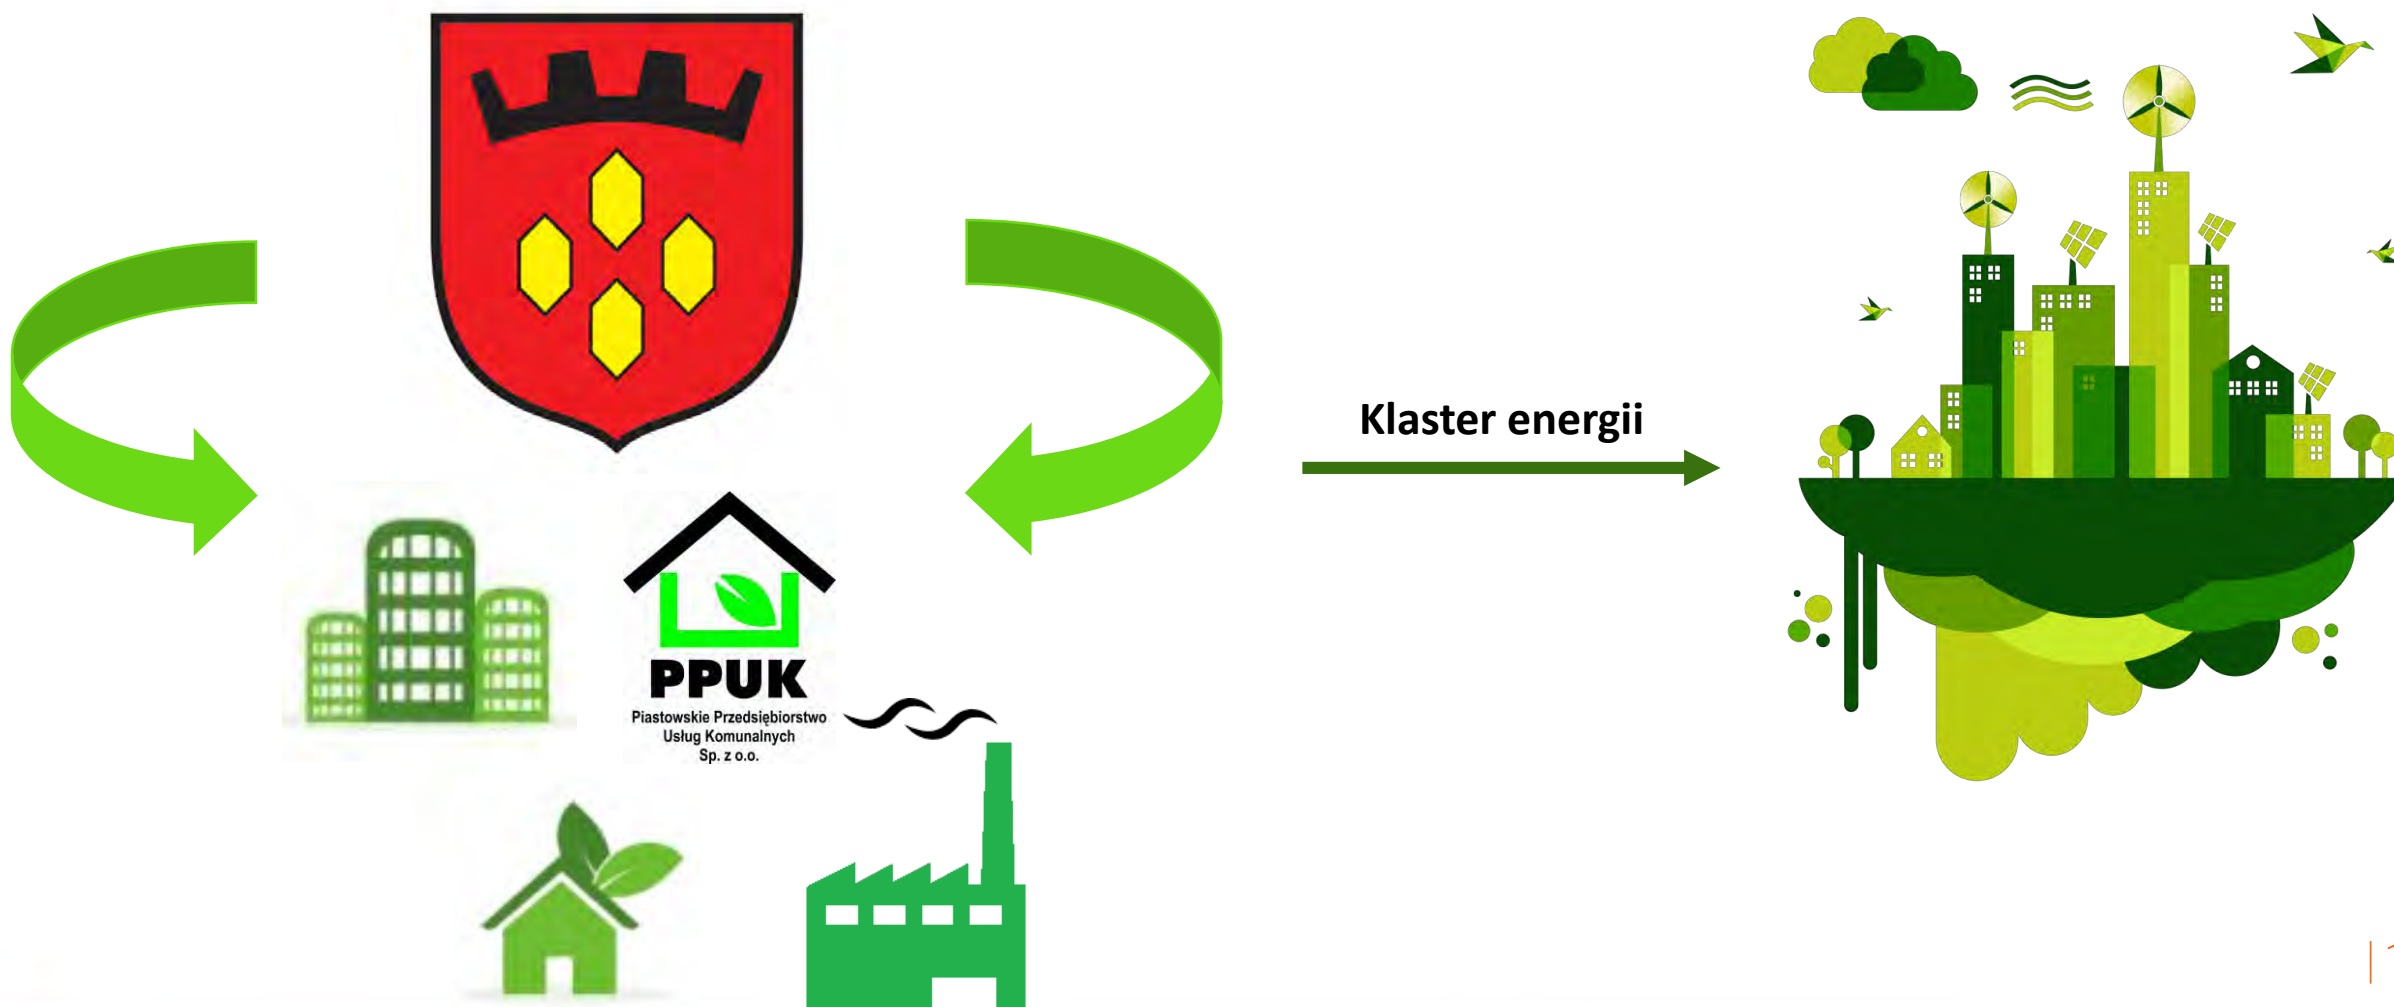 Klaster energii
PPUK
Piastowskie Przedsiębiorstwo
Usług Komunalnych
Sp. z o.o.